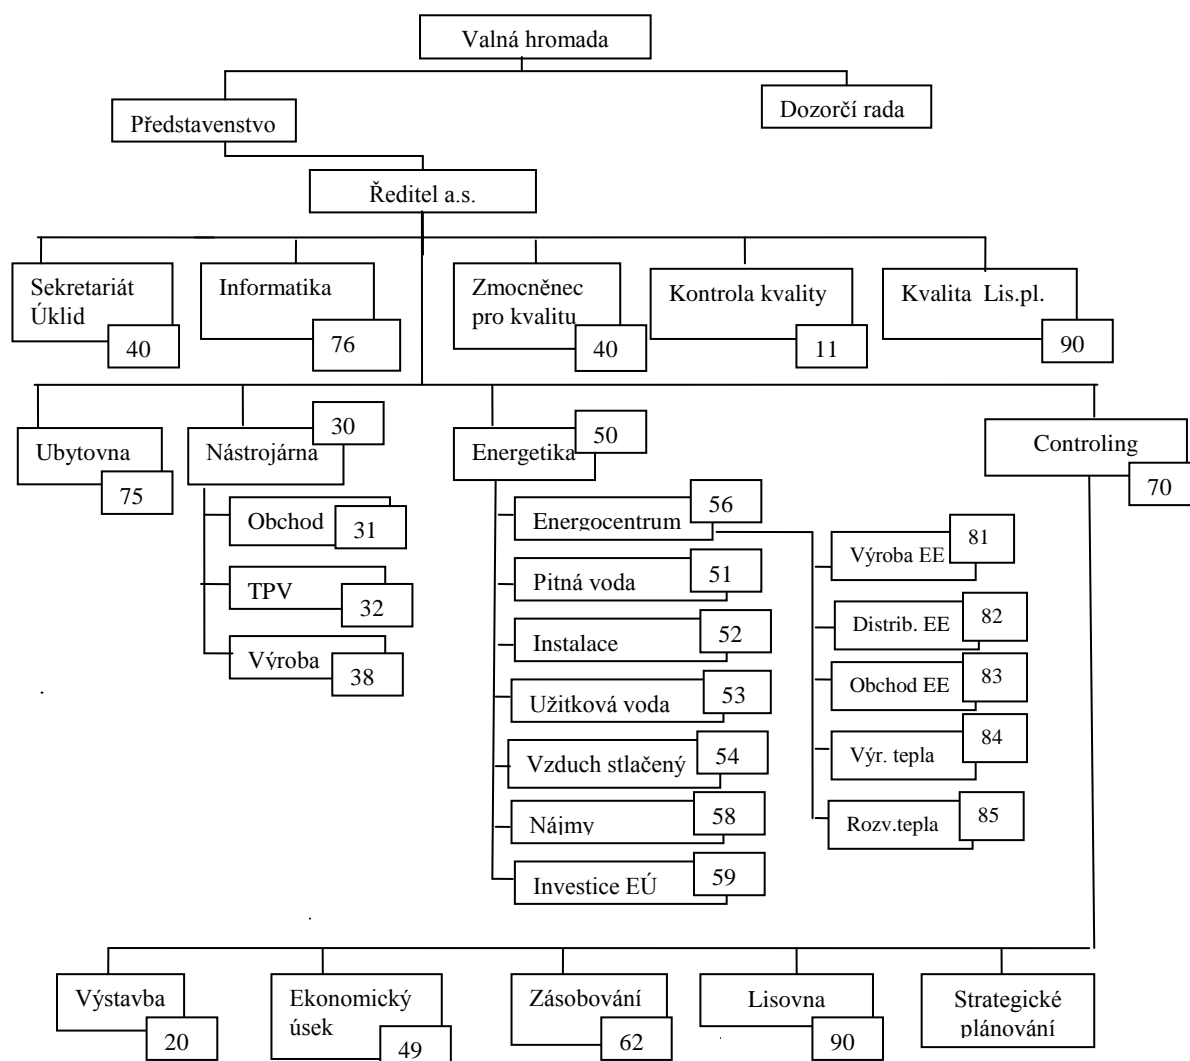 Valná hromada
Dozorčí rada
Představenstvo
Ředitel a.s.
Sekretariát
Úklid
40
Informatika
76
Zmocněnec
pro kvalitu
40
Kontrola kvality
11
Kvalita Lis.pl.
90
Ubytovna
75
Nástrojárna
30
Energetika
50
Controling
70
Obchod
31
TPV
32
Výroba
38
Energocentrum
56
Pitná voda
51
Instalace
52
Užitková voda
53
Vzduch stlačený
54
Nájmy
58
Investice EÚ
59
Výroba EE
81
Distrib. EE
82
Obchod EE
83
Výr. tepla
84
Rozv.tepla
85
Výstavba
20
Ekonomický
úsek
49
Zásobování
62
Lisovna
90
Strategické
plánování